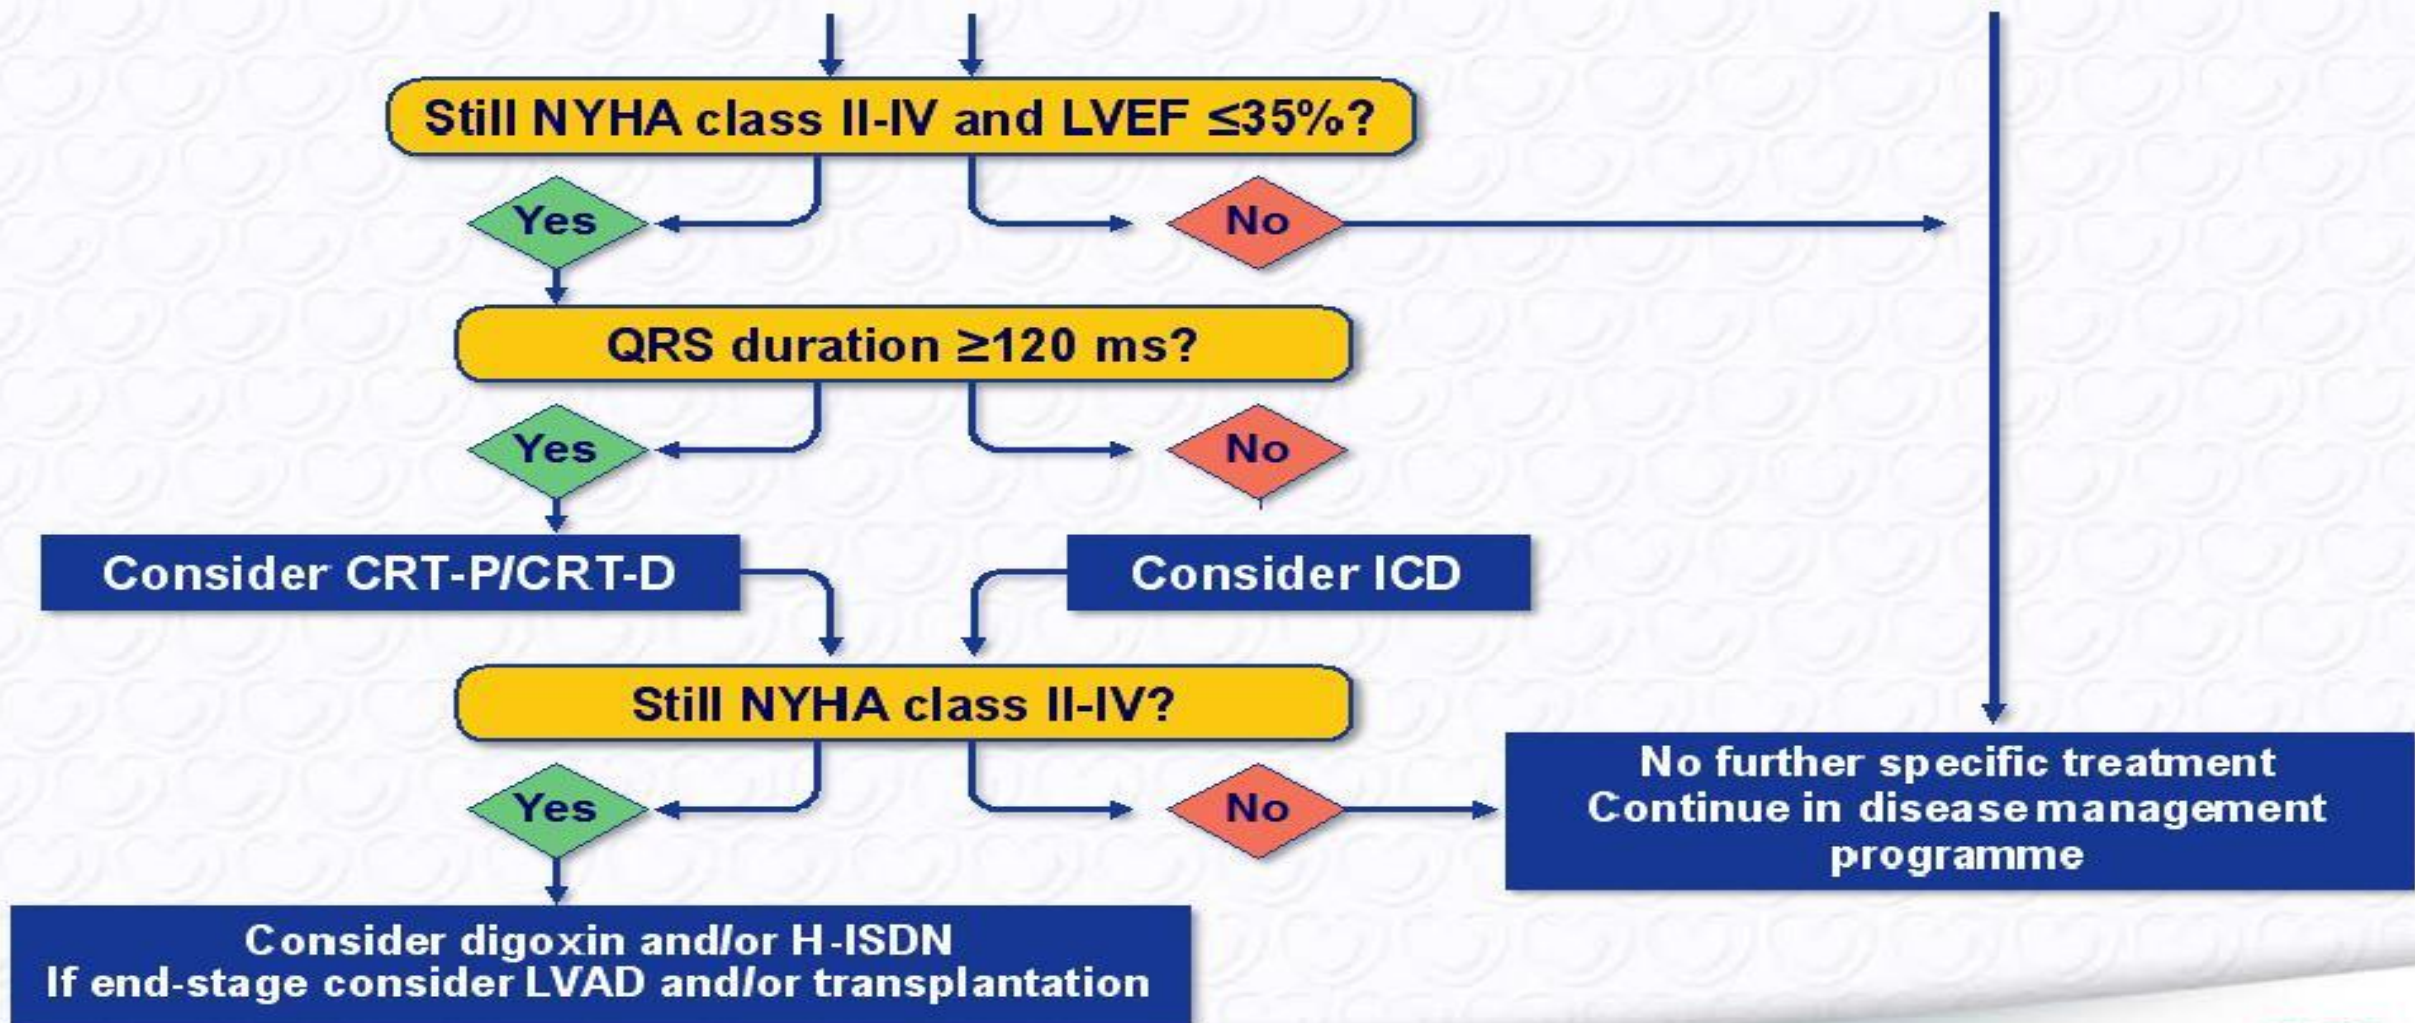 Still NYHA class II-IV and LVEF ≤35%?
Yes
No
QRS duration ≥120 ms?
Yes
No
Consider CRT-P/CRT-D
Consider ICD
Still NYHA class II-IV?
Yes
No
No further specific treatment
Continue in disease management
programme
Consider digoxin and/or H-ISDN
If end-stage consider LVAD and/or transplantation